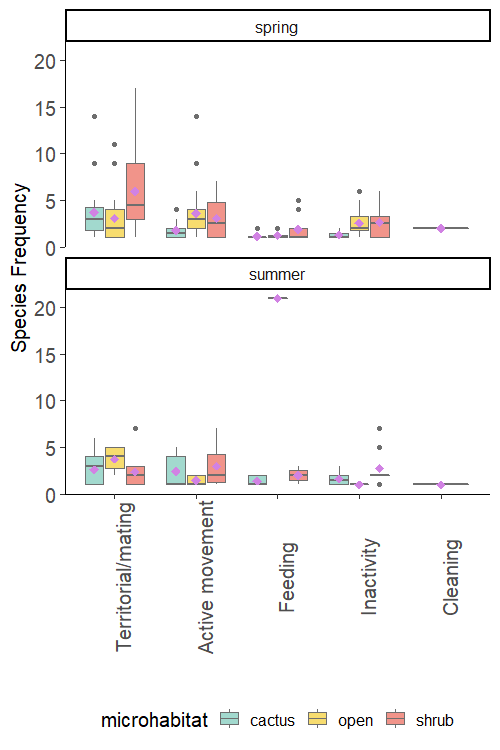 spring
20
15
10
5
0
summer
20
15
10
5
0
Species Frequency
Territorial/mating
Active movement
Feeding
Inactivity
Cleaning
microhabitat cactus open shrub